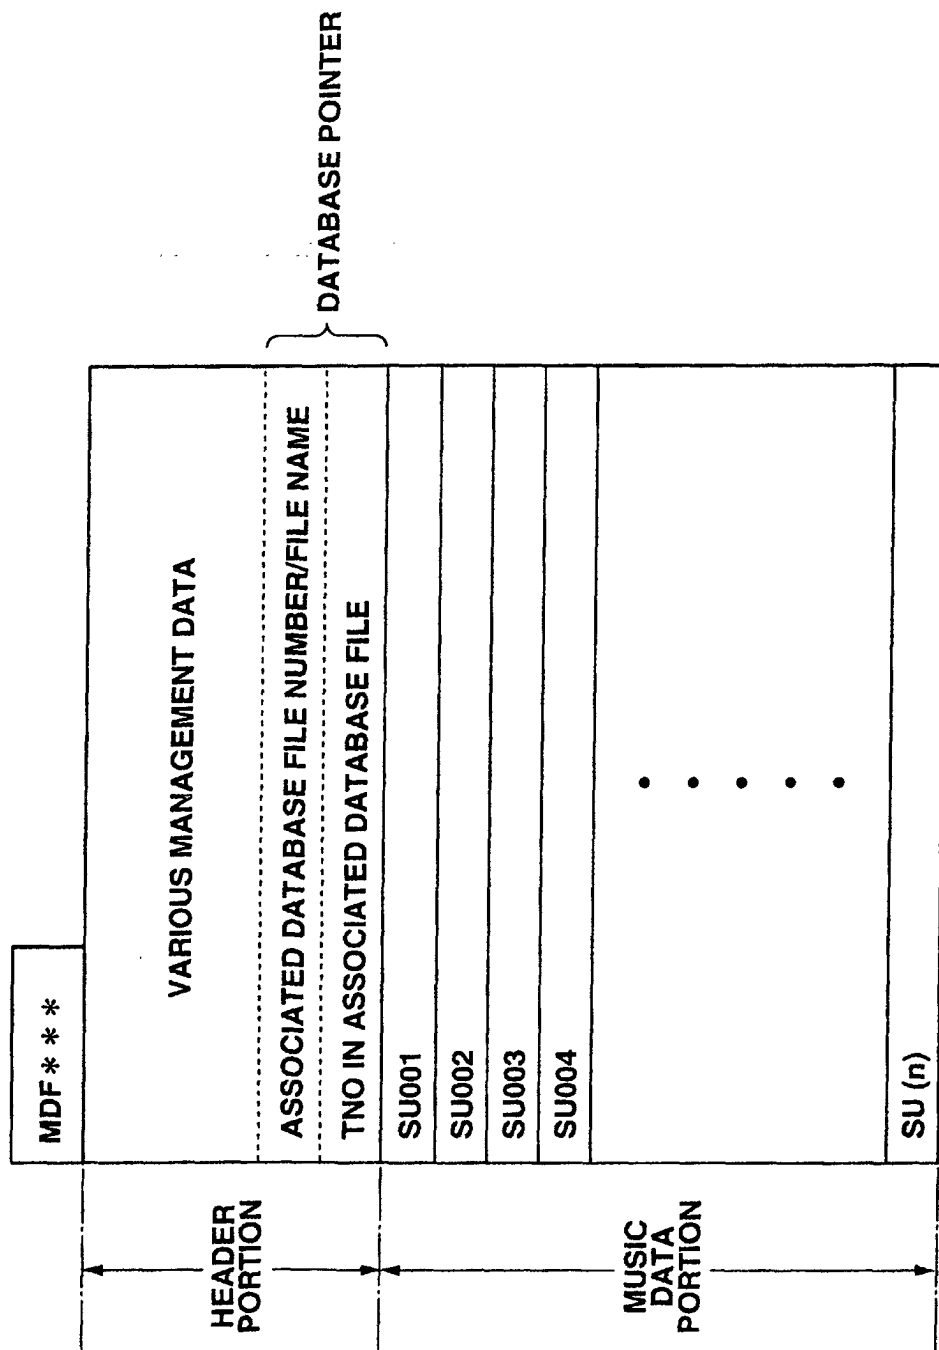 MDF***
VARIOUS MANAGEMENT DATA
ASSOCIATED DATABASE FILE NUMBER/FILE NAME
TNO IN ASSOCIATED DATABASE FILE
DATABASE POINTER
HEADER
PORTION
SU001
SU002
SU003
SU004
SU (n)
MUSIC
DATA
PORTION